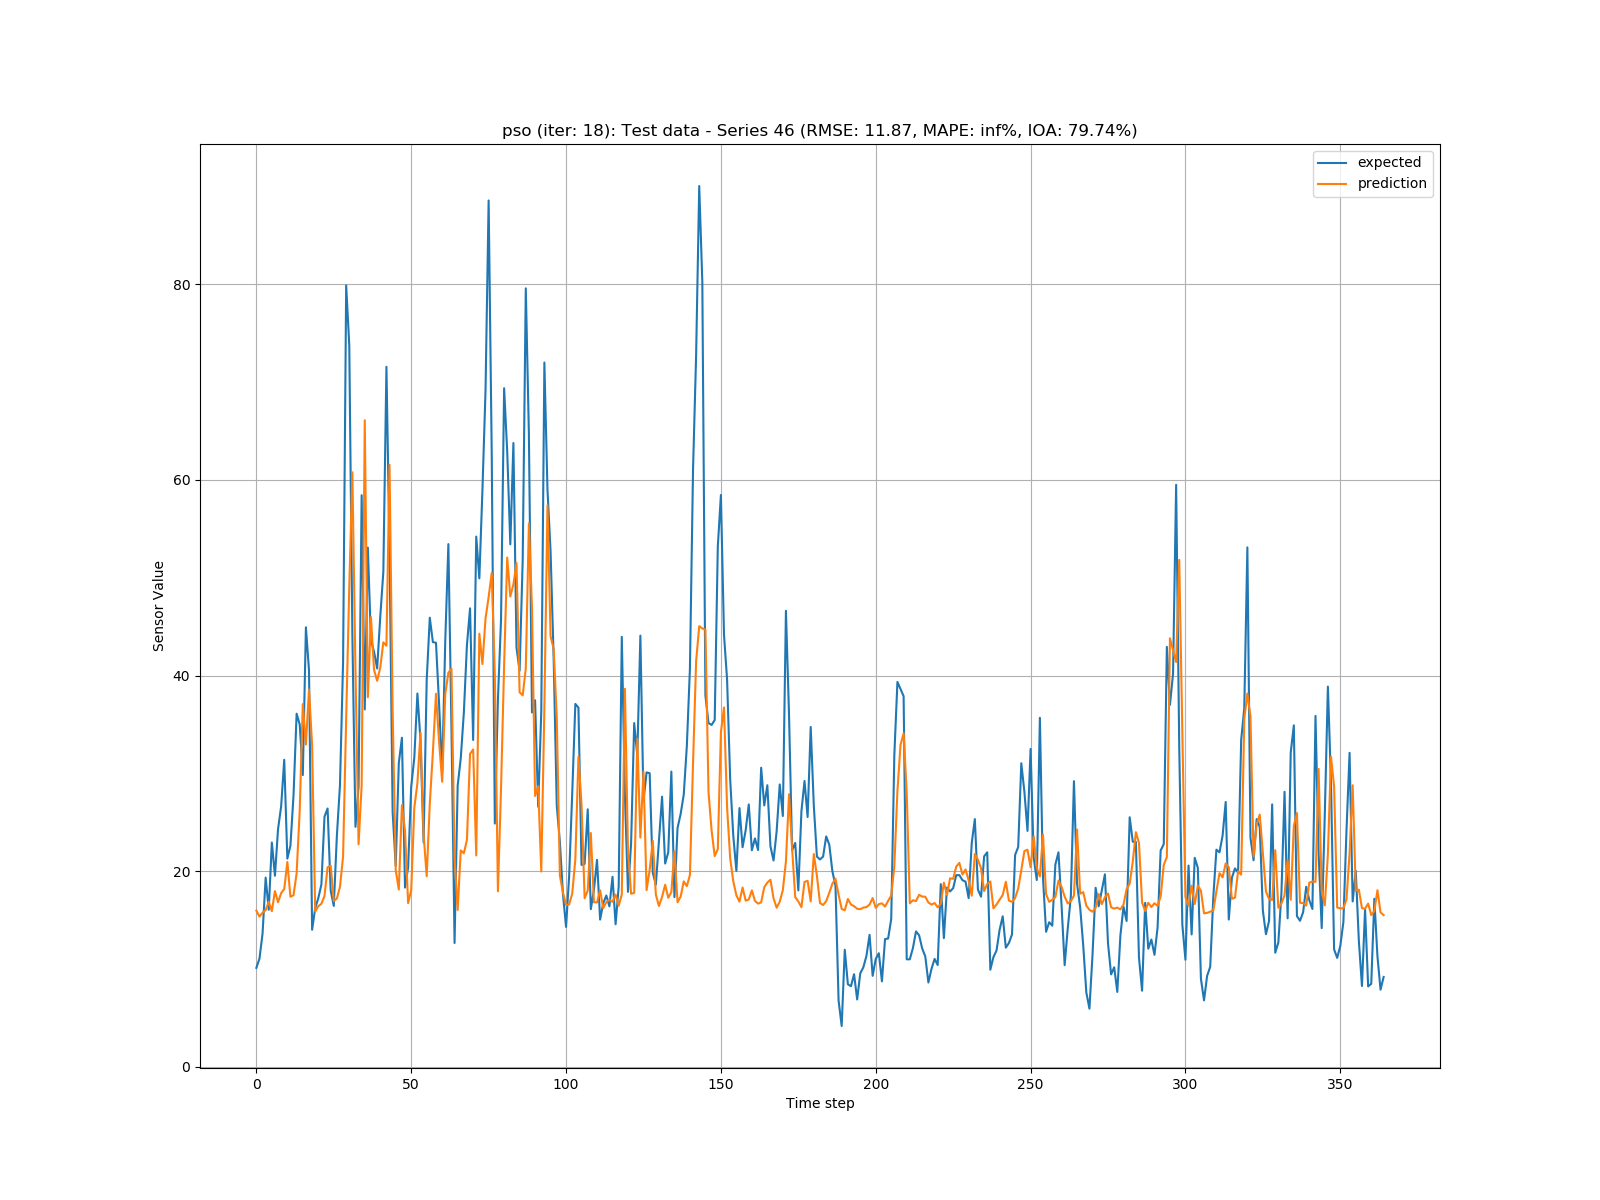 pso (iter: 18): Test data - Series 46 (RMSE: 11.87, MAPE: inf%, IOA: 79.74%)
expected
prediction
80
60
40
20
0
Sensor Value
0 50 100 150 200 250 300 350
Time step